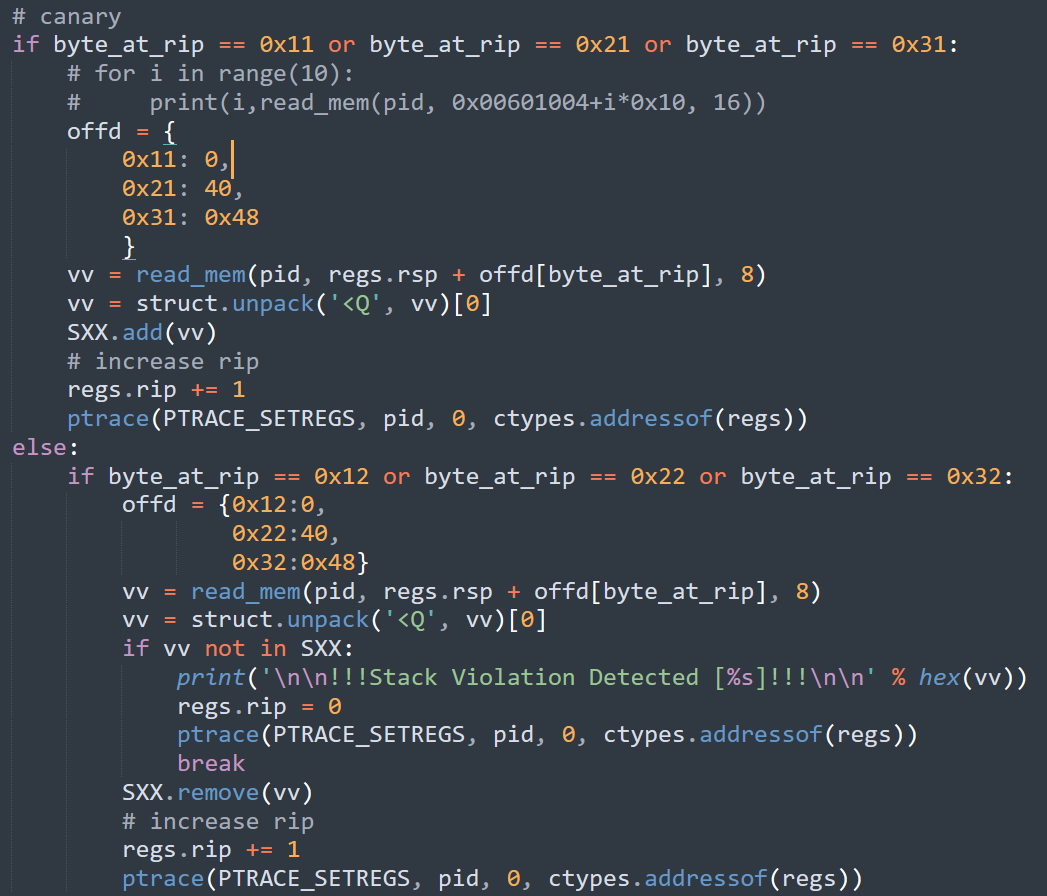 # canary
if byte_at_rip == 0x11 or byte_at_rip == 0x21 or byte_at_rip == 0x31:
    # for i in range(10):
    #     print(i,read_mem(pid, 0x00601004+i*0x10, 16))
    offd = {
        0x11: 0,
        0x21: 40,
        0x31: 0x48
        }
    vv = read_mem(pid, regs.rsp + offd[byte_at_rip], 8)
    vv = struct.unpack('<Q', vv)[0]
    SXX.add(vv)
    # increase rip
    regs.rip += 1
    ptrace(PTRACE_SETREGS, pid, 0, ctypes.addressof(regs))
else:
    if byte_at_rip == 0x12 or byte_at_rip == 0x22 or byte_at_rip == 0x32:
        offd = {0x12:0,
                0x22:40,
                0x32:0x48}
        vv = read_mem(pid, regs.rsp + offd[byte_at_rip], 8)
        vv = struct.unpack('<Q', vv)[0]
        if vv not in SXX:
            print('\n\n!!!Stack Violation Detected [%s]!!!\n\n' % hex(vv))
            regs.rip = 0
            ptrace(PTRACE_SETREGS, pid, 0, ctypes.addressof(regs))
            break
        SXX.remove(vv)
        # increase rip
        regs.rip += 1
        ptrace(PTRACE_SETREGS, pid, 0, ctypes.addressof(regs))